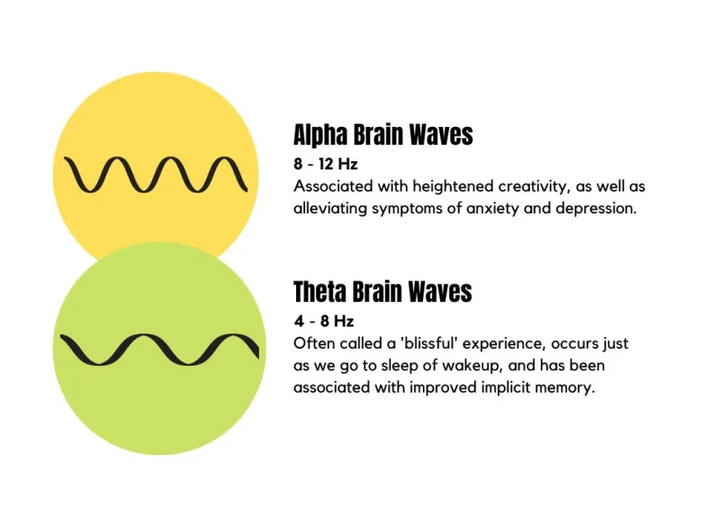 Alpha Brain Waves
8 - 12 Hz
Associated with heightened creativity, as well as
alleviating symptoms of anxiety and depression.
Theta Brain Waves
4 - 8 Hz
Often called a 'blissful' experience, occurs just
as we go to sleep of wakeup, and has been
associated with improved implicit memory.